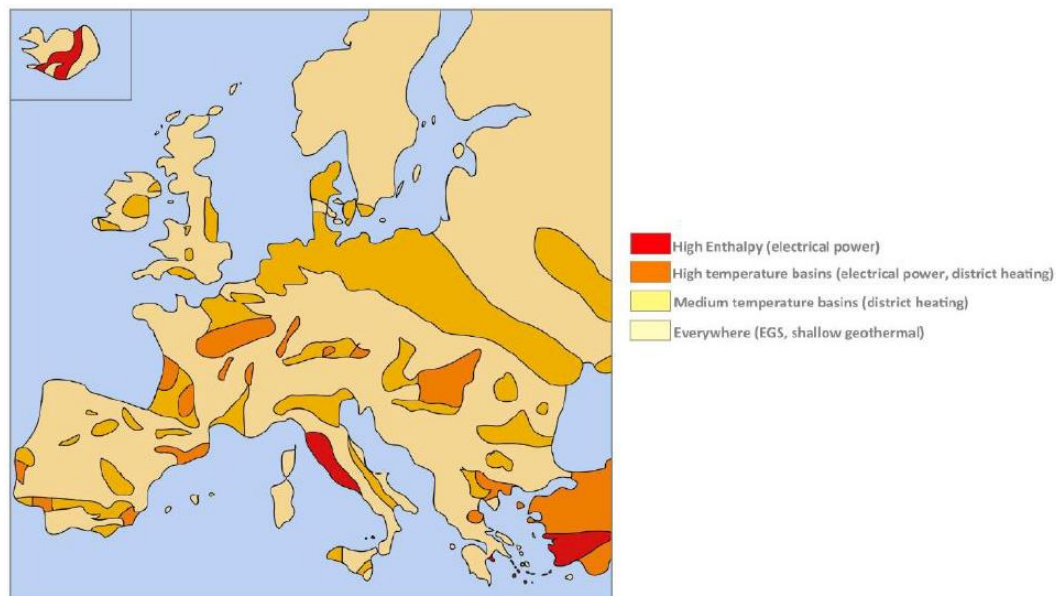 High Enthalpy (electrical power)
High temperature basins (electrical power, district heating)
Medium temperature basins (district heating)
Everywhere (EGS, shallow geothermal)